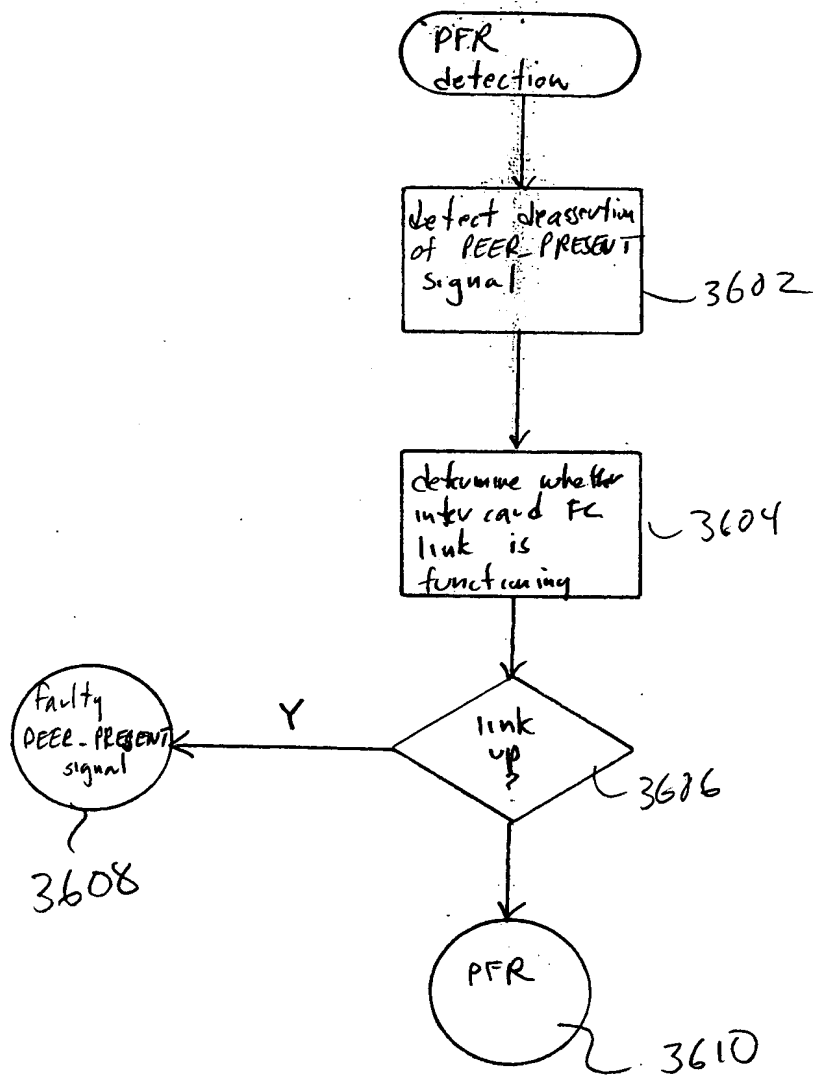 PFR
detection
detect deassertion
of PEER_PRESENT
signal
3602
determine whether
inter card FC
link is
functioning
3604
link
up
?
3606
Y
Faulty
PEER_PRESENT
signal
3608
PFR
3610